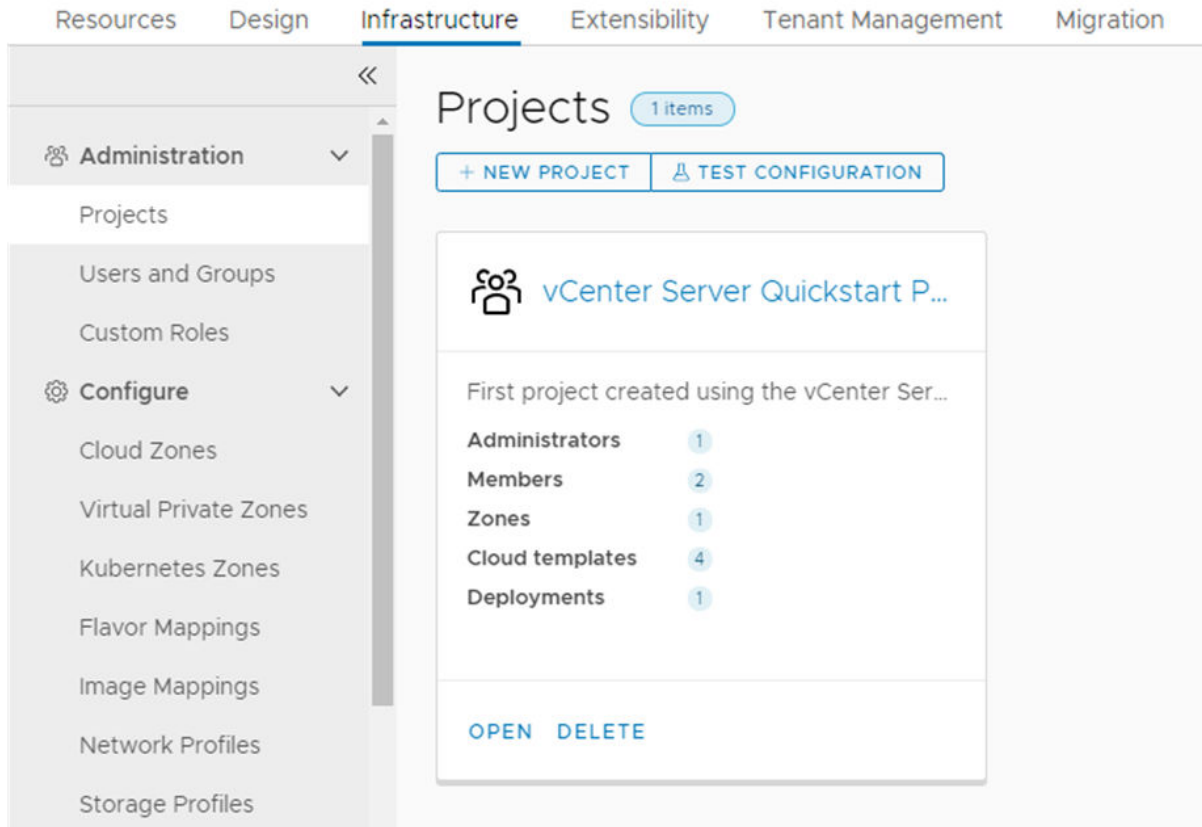 Resources Design Infrastructure Extensibility Tenant Management Migration
Administration
Projects
Users and Groups
Custom Roles
Configure
Cloud Zones
Virtual Private Zones
Kubernetes Zones
Flavor Mappings
Image Mappings
Network Profiles
Storage Profiles
Projects 1 items
+ NEW PROJECT TEST CONFIGURATION
vCenter Server Quickstart P...
First project created using the vCenter Ser...
Administrators 1
Members 2
Zones 1
Cloud templates 4
Deployments 1
OPEN DELETE